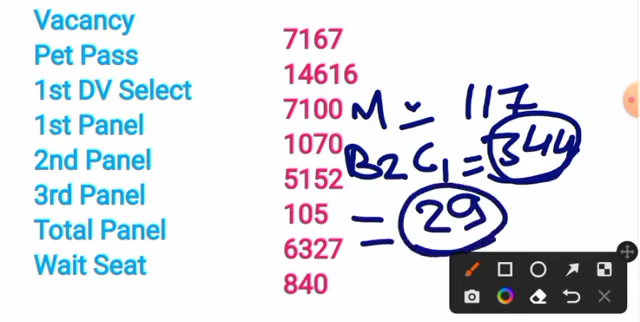 Vacancy
Pet Pass
1st DV Select
1st Panel
2nd Panel
3rd Panel
Total Panel
Wait Seat
7167
14616
7100
1070
5152
105
6327
840
M = 117
B2C1 = 344
= 29